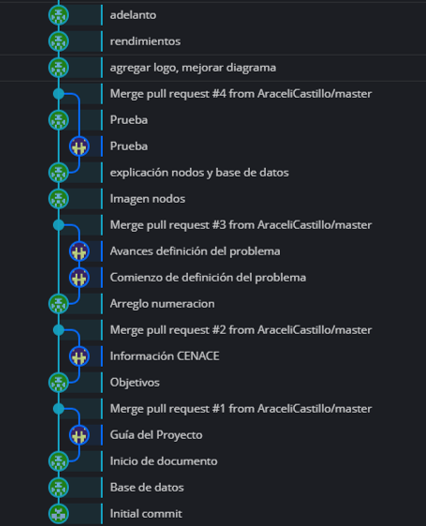 adelanto
rendimientos
agregar logo, mejorar diagrama
Merge pull request #4 from AraceliCastillo/master
Prueba
Prueba
explicación nodos y base de datos
Imagen nodos
Merge pull request #3 from AraceliCastillo/master
Avances definición del problema
Comienzo de definición del problema
Arreglo numeracion
Merge pull request #2 from AraceliCastillo/master
Información CENACE
Objetivos
Merge pull request #1 from AraceliCastillo/master
Guía del Proyecto
Inicio de documento
Base de datos
Initial commit